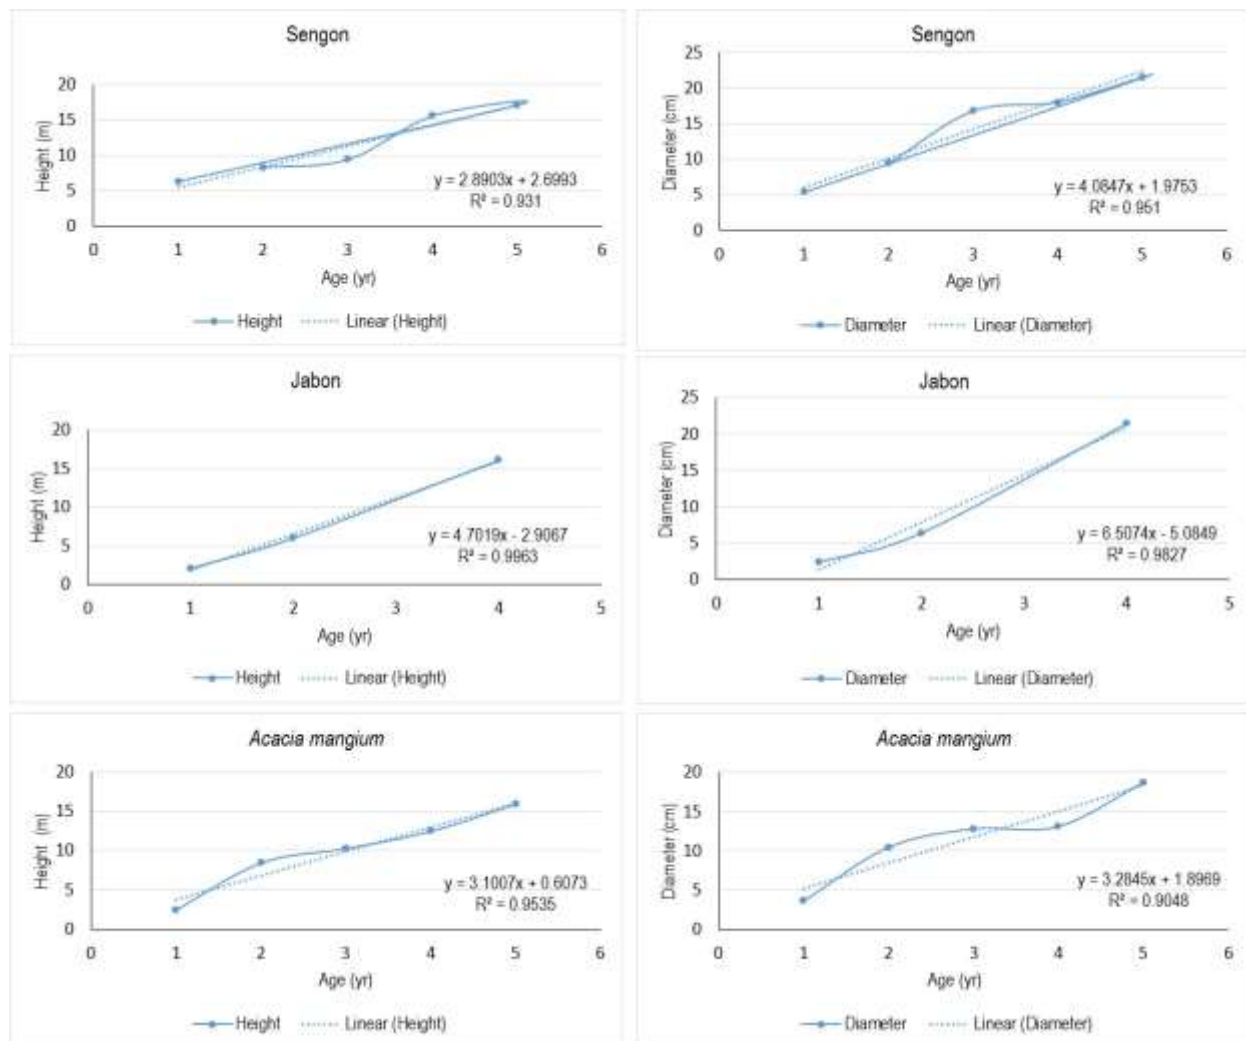 Sengon
20
15
10
5
0
Height (m)
y = 2.8903x + 2.6993
R² = 0.931
0 1 2 3 4 5 6
Age (yr)
Height Linear (Height)
Sengon
25
20
15
10
5
0
Diameter (cm)
y = 4.0847x + 1.9753
R² = 0.951
0 1 2 3 4 5 6
Age (yr)
Diameter Linear (Diameter)
Jabon
20
15
10
5
0
Height (m)
y = 4.7019x - 2.9067
R² = 0.9963
0 1 2 3 4 5
Age (yr)
Height Linear (Height)
Jabon
25
20
15
10
5
0
Diameter (cm)
y = 6.5074x - 5.0849
R² = 0.9827
0 1 2 3 4 5
Age (yr)
Diameter Linear (Diameter)
Acacia mangium
20
15
10
5
0
Height (m)
y = 3.1007x + 0.6073
R² = 0.9535
0 1 2 3 4 5 6
Age (yr)
Height Linear (Height)
Acacia mangium
20
15
10
5
0
Diameter (cm)
y = 3.2845x + 1.8969
R² = 0.9048
0 1 2 3 4 5 6
Age (yr)
Diameter Linear (Diameter)